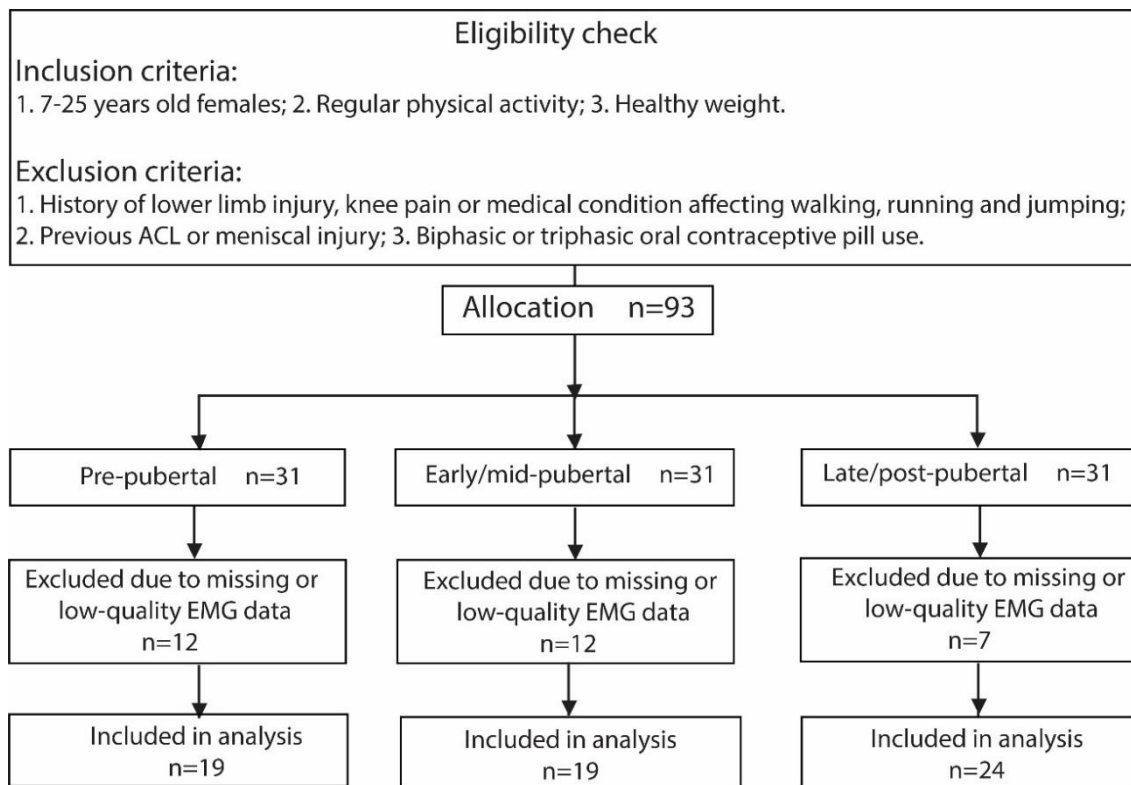 Eligibility check
Inclusion criteria:
1. 7-25 years old females; 2. Regular physical activity; 3. Healthy weight.
Exclusion criteria:
1. History of lower limb injury, knee pain or medical condition affecting walking, running and jumping;
2. Previous ACL or meniscal injury; 3. Biphasic or triphasic oral contraceptive pill use.
Allocation n=93
Pre-pubertal n=31
Early/mid-pubertal n=31
Late/post-pubertal n=31
Excluded due to missing or
low-quality EMG data
n=12
Excluded due to missing or
low-quality EMG data
n=12
Excluded due to missing or
low-quality EMG data
n=7
Included in analysis
n=19
Included in analysis
n=19
Included in analysis
n=24